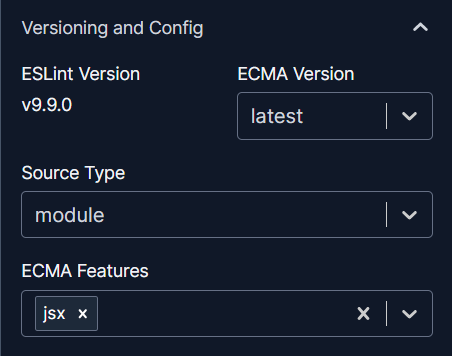 Versioning and Config
ESLint Version
v9.9.0
ECMA Version
latest
Source Type
module
ECMA Features
jsx